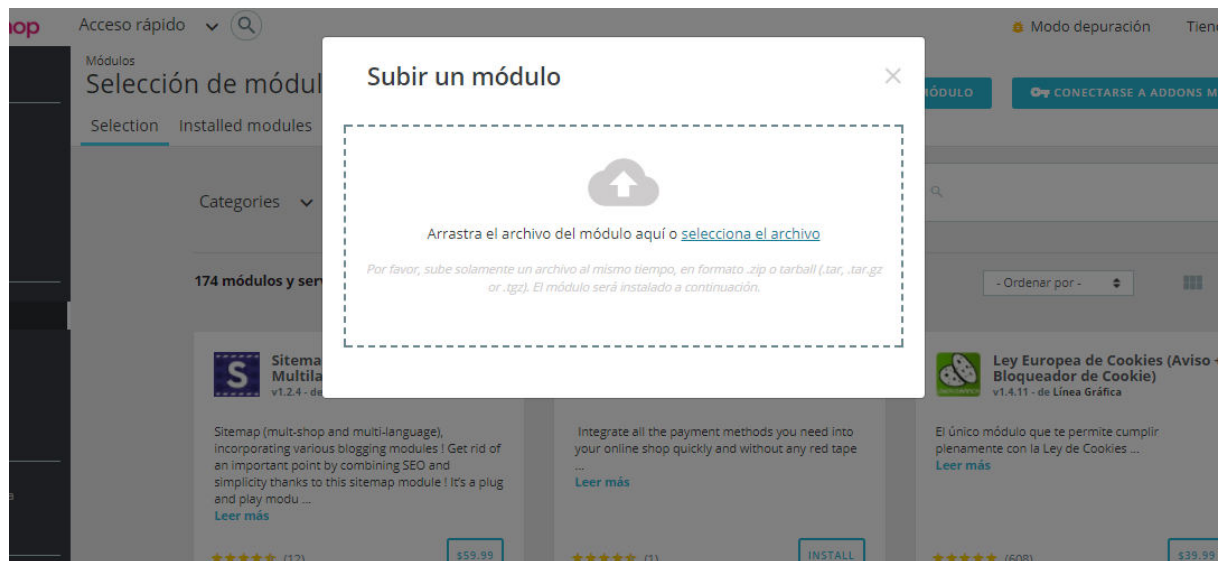 op Acceso rápido Modo depuración Tien
Módulos
Selección de módul
ÓDULO CONECTARSE A ADDONS M
Selection Installed modules
Subir un módulo
Arrastra el archivo del módulo aquí o selecciona el archivo
Por favor, sube solamente un archivo al mismo tiempo, en formato .zip o tarball (.tar, .tar.gz
or .tgz). El módulo será instalado a continuación.
Categories
174 módulos y ser
- Ordenar por -
S
Sitema
Multila
v1.2.4 - de
Sitemap (mult-shop and multi-language),
incorporating various blogging modules ! Get rid of
an important point by combining SEO and
simplicity thanks to this sitemap module ! It's a plug
and play modu ...
Leer más
(12) $59.99
Integrate all the payment methods you need into
your online shop quickly and without any red tape
...
Leer más
(1) INSTALL
Ley Europea de Cookies (Aviso -
Bloqueador de Cookie)
v1.4.11 - de Línea Gráfica
El único módulo que te permite cumplir
plenamente con la Ley de Cookies ...
Leer más
(608) $39.99